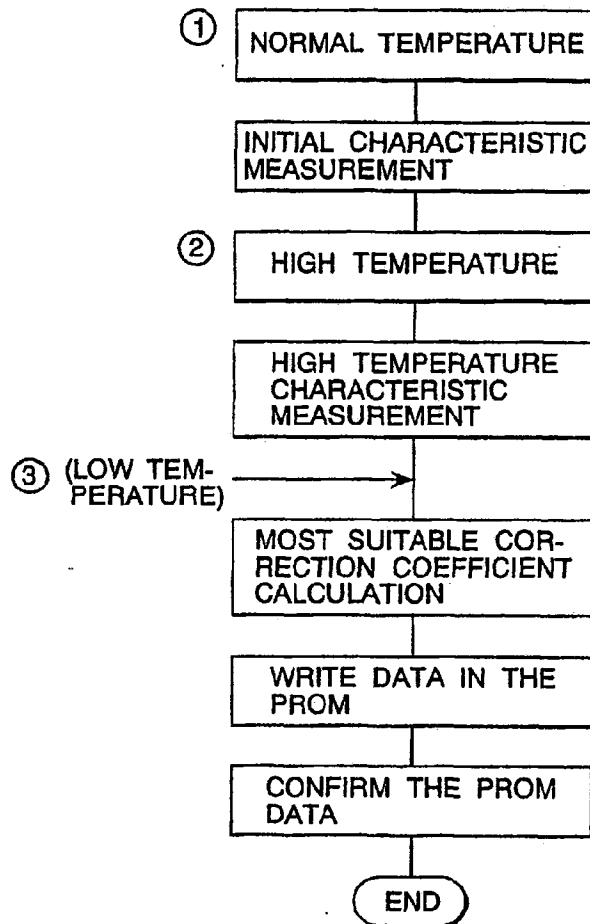 ① NORMAL TEMPERATURE
INITIAL CHARACTERISTIC
MEASUREMENT
② HIGH TEMPERATURE
HIGH TEMPERATURE
CHARACTERISTIC
MEASUREMENT
③ (LOW TEM-
PERATURE)
MOST SUITABLE COR-
RECTION COEFFICIENT
CALCULATION
WRITE DATA IN THE
PROM
CONFIRM THE PROM
DATA
END